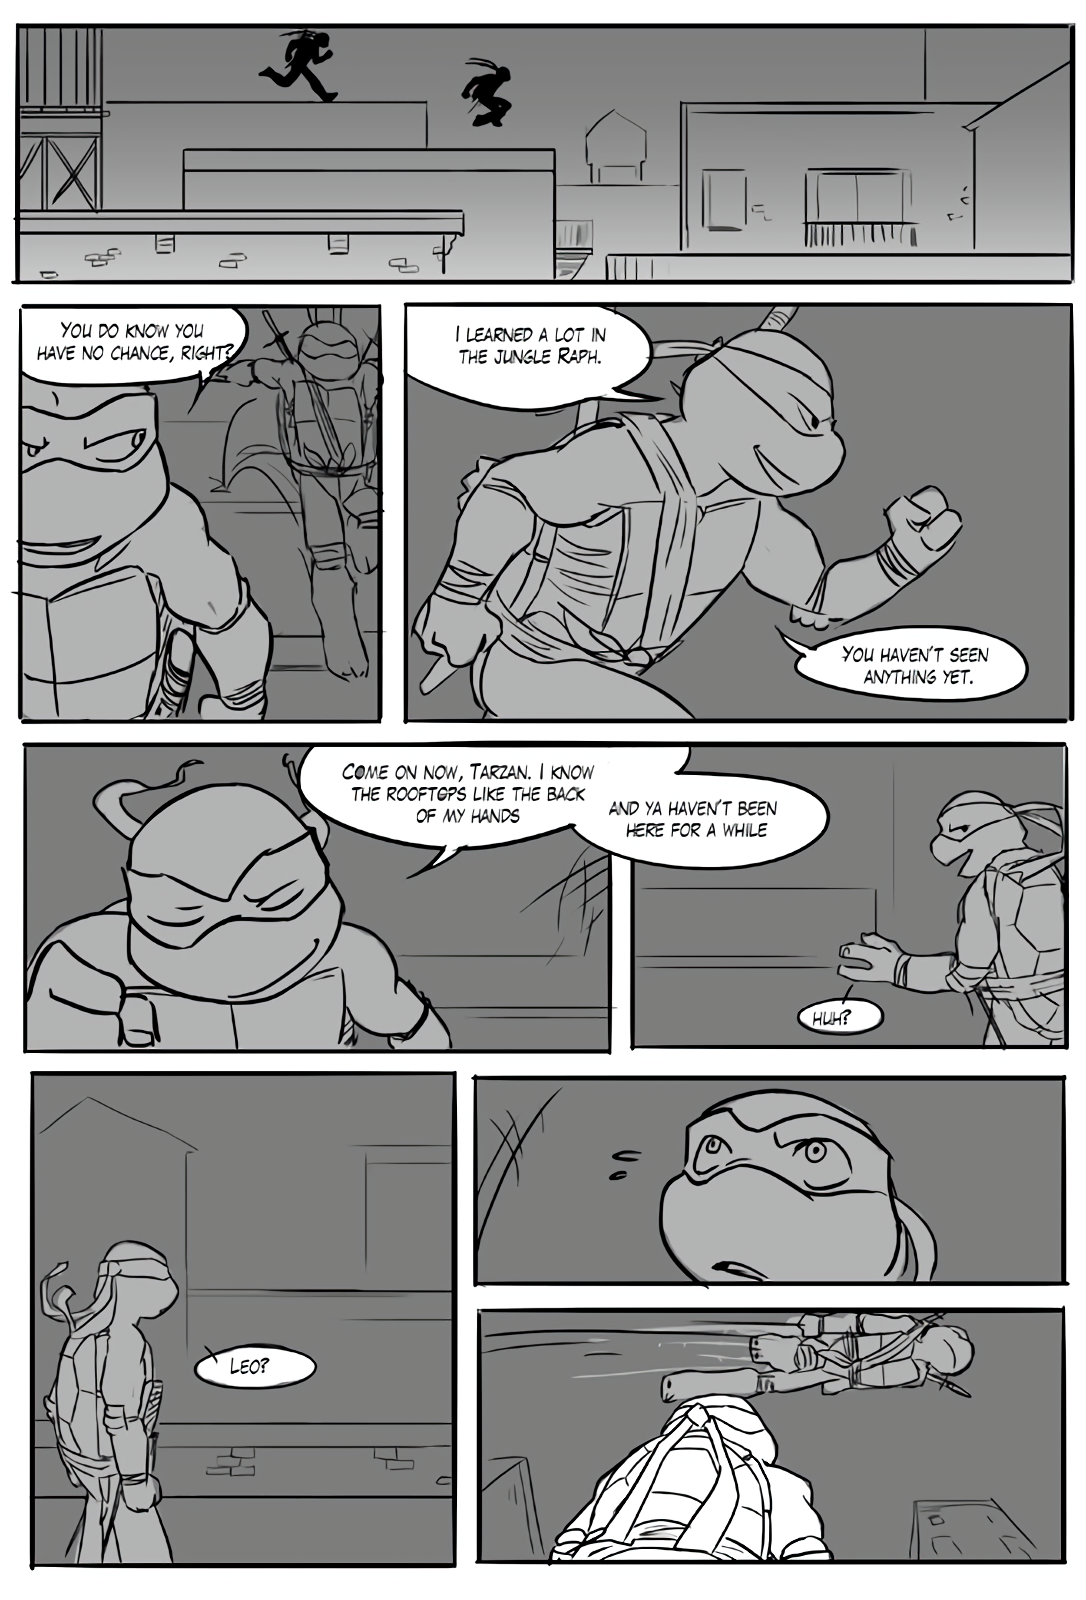 You do know you
have no chance, right?
I learned a lot in
the jungle Raph.
You haven't seen
anything yet.
Come on now, Tarzan. I know
the rooftops like the back
of my hands
and ya haven't been
here for a while
huh?
Leo?